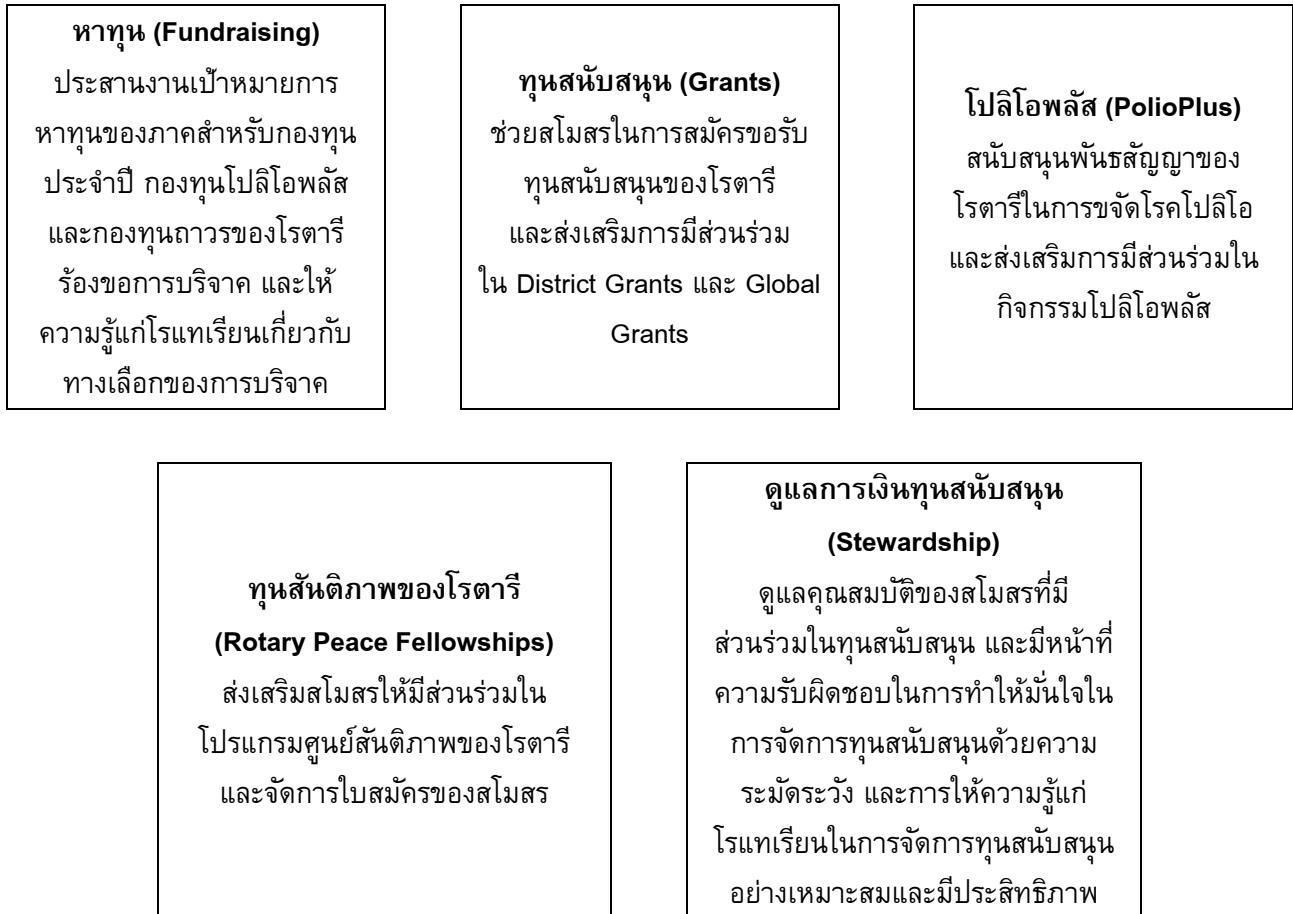 หาทุน (Fundraising)
ประสานงานเป้าหมายการ
หาทุนของภาคสำหรับกองทุน
ประจำปี กองทุนโปลิโอพลัส
และกองทุนถาวรของโรตารี
ร้องขอการบริจาค และให้
ความรู้แก่โรแทเรียนเกี่ยวกับ
ทางเลือกของการบริจาค
ทุนสนับสนุน (Grants)
ช่วยสโมสรในการสมัครขอรับ
ทุนสนับสนุนของโรตารี
และส่งเสริมการมีส่วนร่วม
ใน District Grants และ Global
Grants
โปลิโอพลัส (PolioPlus)
สนับสนุนพันธสัญญาของ
โรตารีในการขจัดโรคโปลิโอ
และส่งเสริมการมีส่วนร่วมใน
กิจกรรมโปลิโอพลัส
ทุนสันติภาพของโรตารี
(Rotary Peace Fellowships)
ส่งเสริมสโมสรให้มีส่วนร่วมใน
โปรแกรมศูนย์สันติภาพของโรตารี
และจัดการใบสมัครของสโมสร
ดูแลการเงินทุนสนับสนุน
(Stewardship)
ดูแลคุณสมบัติของสโมสรที่มี
ส่วนร่วมในทุนสนับสนุน และมีหน้าที่
ความรับผิดชอบในการทำให้มั่นใจใน
การจัดการทุนสนับสนุนด้วยความ
ระมัดระวัง และการให้ความรู้แก่
โรแทเรียนในการจัดการทุนสนับสนุน
อย่างเหมาะสมและมีประสิทธิภาพ